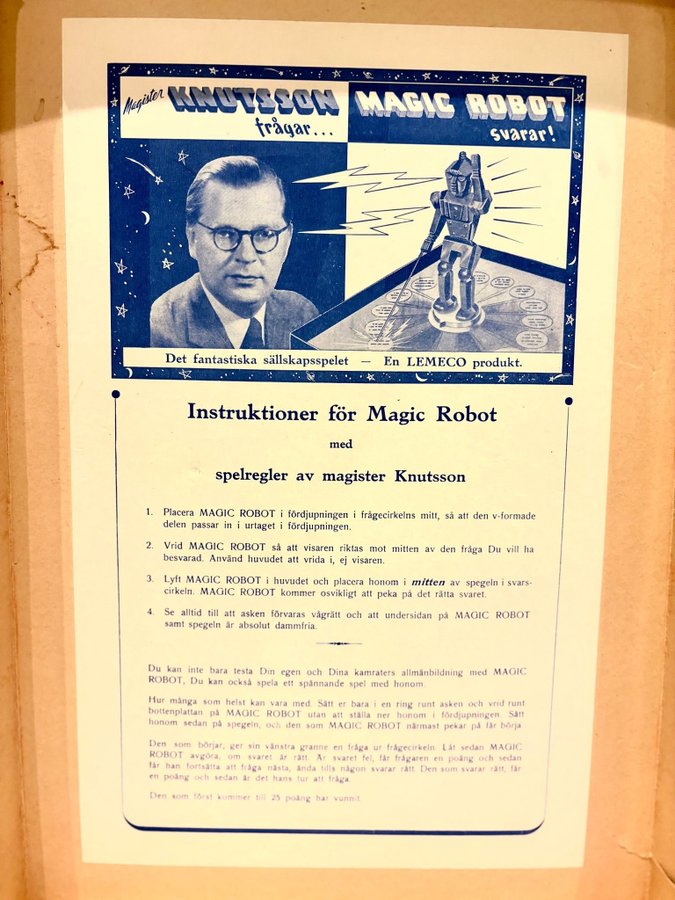 Magister KNUTSSON MAGIC ROBOT
frågar... svarar!
Det fantastiska sällskapsspelet — En LEMECO produkt.
Instruktioner för Magic Robot
med
spelregler av magister Knutsson
1. Placera MAGIC ROBOT i fördjupningen i frågecirkelns mitt, så att den v-formade
delen passar in i urtaget i fördjupningen.
2. Vrid MAGIC ROBOT så att visaren riktas mot mitten av den fråga Du vill ha
besvarad. Använd huvudet att vrida i, ej visaren.
3. Lyft MAGIC ROBOT i huvudet och placera honom i mitten av spegeln i svars-
cirkeln. MAGIC ROBOT kommer osvikligt att peka på det rätta svaret.
4. Se alltid till att asken förvaras vågrätt och att undersidan på MAGIC ROBOT
samt spegeln är absolut dammfria.
Du kan inte bara testa Din egen och Dina kamraters allmänbildning med MAGIC
ROBOT, Du kan också spela ett spännande spel med honom.
Hur många som helst kan vara med. Sätt er bara i en ring runt asken och vrid runt
bottenplattan på MAGIC ROBOT utan att ställa ner honom i fördjupningen. Sätt
honom sedan på spegeln, och den som MAGIC ROBOT närmast pekar på får börja.
Den som börjar, ger sin vänstra granne en fråga ur frågecirkeln. Låt sedan MAGIC
ROBOT avgöra, om svaret är rätt. Är svaret fel, får frågaren en poäng och sedan
får han fortsätta att fråga nästa, ända tills någon svarar rätt. Den som svarar rätt, får
en poäng och sedan är det hans tur att fråga.
Den som först kommer till 25 poäng har vunnit.